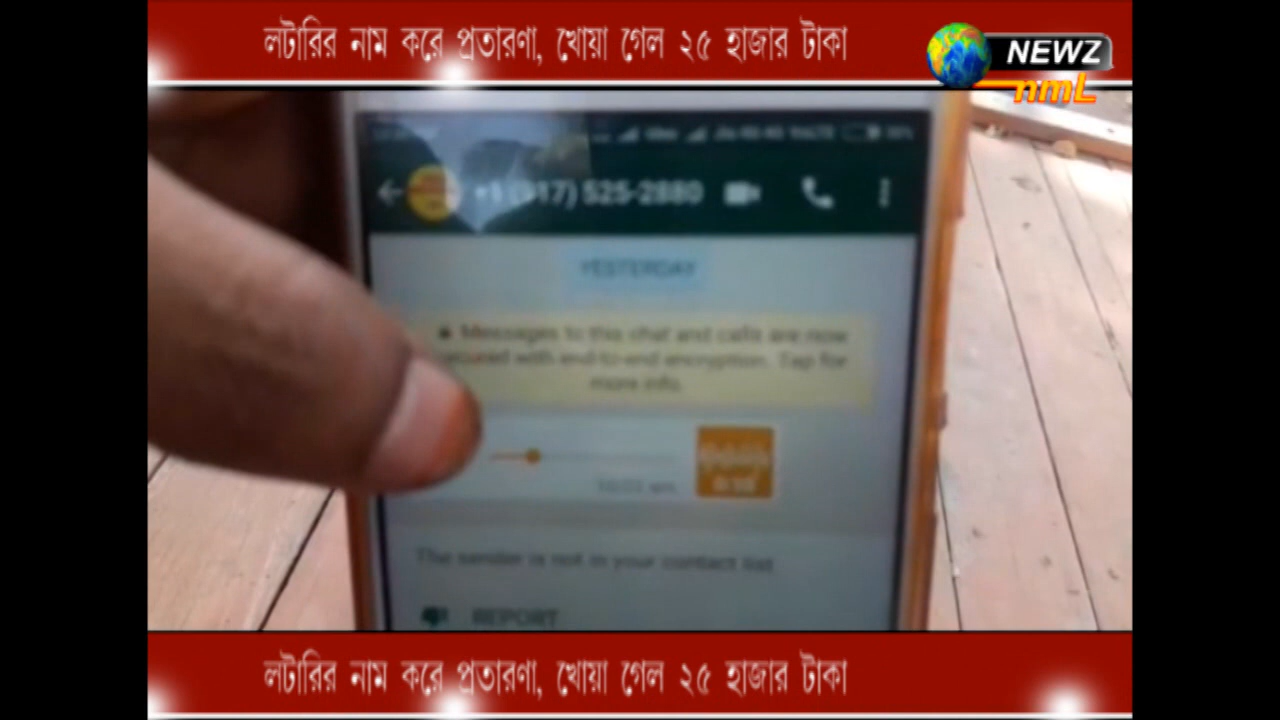 লটারির নাম করে প্রতারণা, খোয়া গেল ২৫ হাজার টাকা
NEWZ
nmL
525-2880
YESTERDAY
Messages to this chat and calls are now
secured with end-to-end encryption. Tap for
more info.
The sender is not in your contact list
REPORT
লটারির নাম করে প্রতারণা, খোয়া গেল ২৫ হাজার টাকা